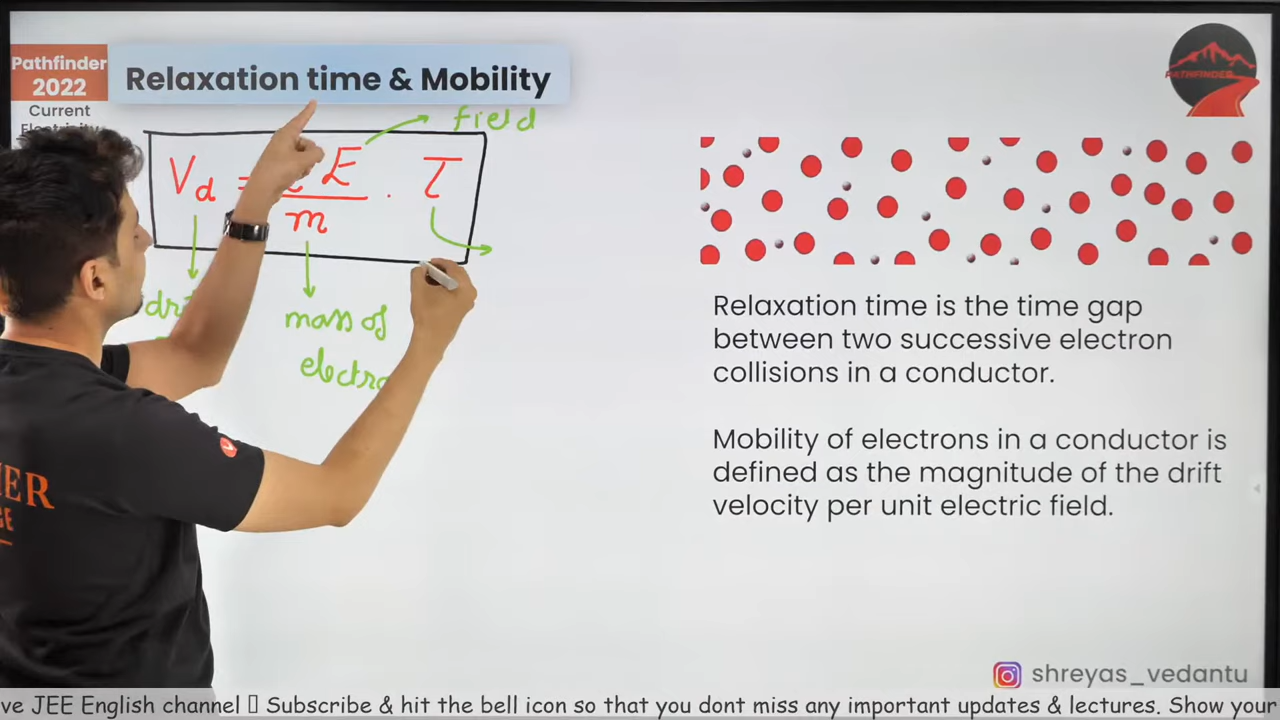 Pathfinder
2022
Current
Electricity
Relaxation time & Mobility
PATHFINDER
field
Vd = E . τ
m
mass of
Relaxation time is the time gap
between two successive electron
collisions in a conductor.
Mobility of electrons in a conductor is
defined as the magnitude of the drift
velocity per unit electric field.
shreyas_vedantu
ve JEE English channel ▯ Subscribe & hit the bell icon so that you dont miss any important updates & lectures. Show your